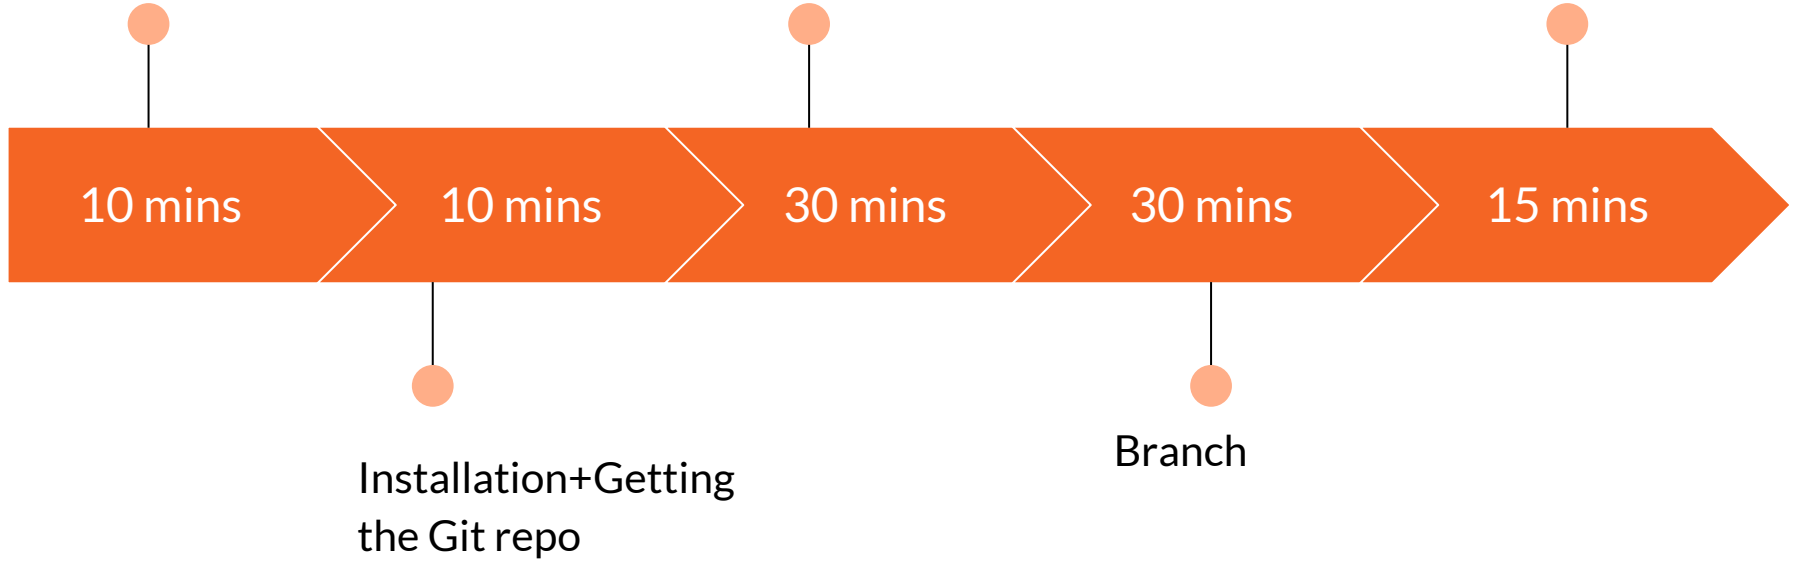 10 mins
10 mins
30 mins
30 mins
15 mins
Installation+Getting
the Git repo
Branch